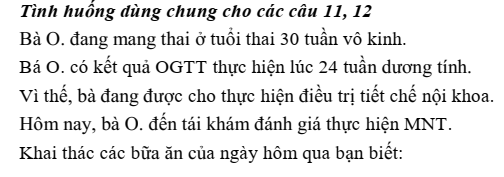 Tình huống dùng chung cho các câu 11, 12
Bà O. đang mang thai ở tuổi thai 30 tuần vô kinh.
Bá O. có kết quả OGTT thực hiện lúc 24 tuần dương tính.
Vì thế, bà đang được cho thực hiện điều trị tiết chế nội khoa.
Hôm nay, bà O. đến tái khám đánh giá thực hiện MNT.
Khai thác các bữa ăn của ngày hôm qua bạn biết: